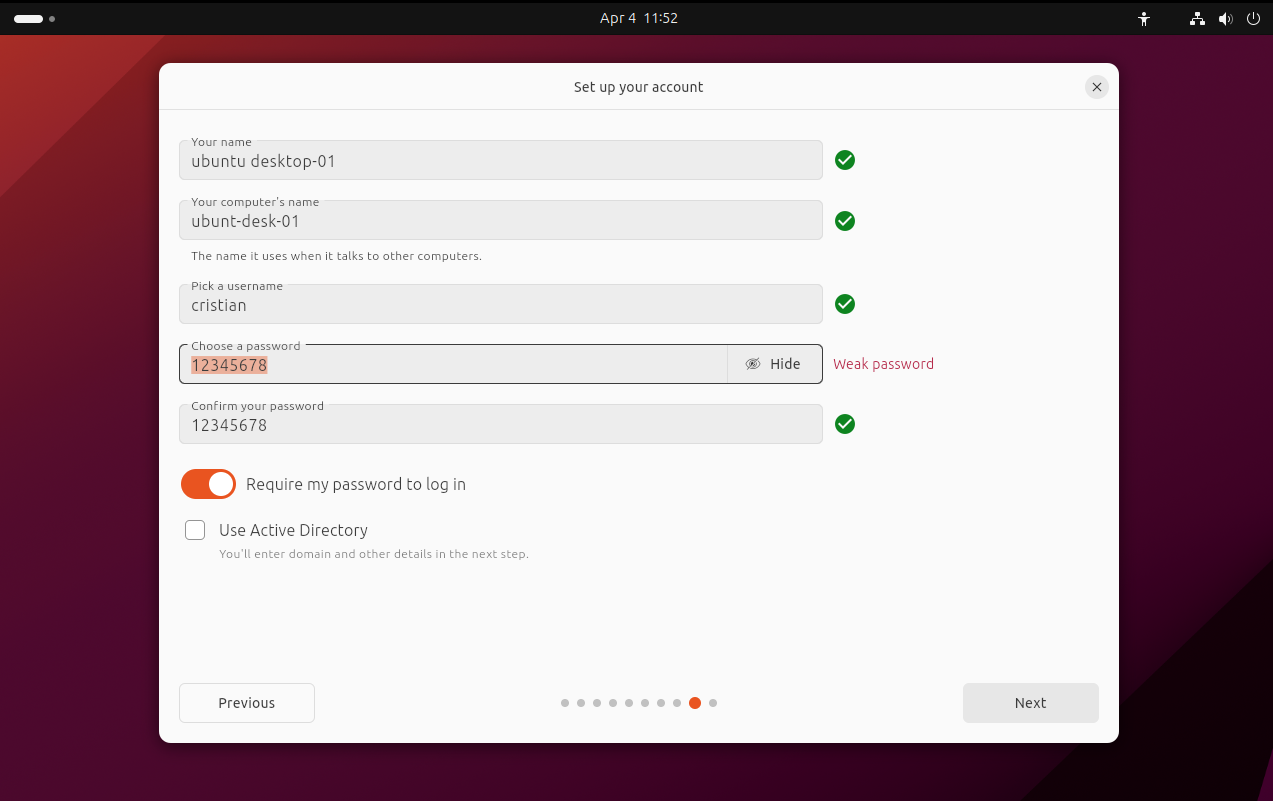 Apr 4 11:52
Set up your account
Your name
ubuntu desktop-01
Your computer's name
ubunt-desk-01
The name it uses when it talks to other computers.
Pick a username
cristian
Choose a password
12345678 Hide Weak password
Confirm your password
12345678
Require my password to log in
Use Active Directory
You'll enter domain and other details in the next step.
Previous Next